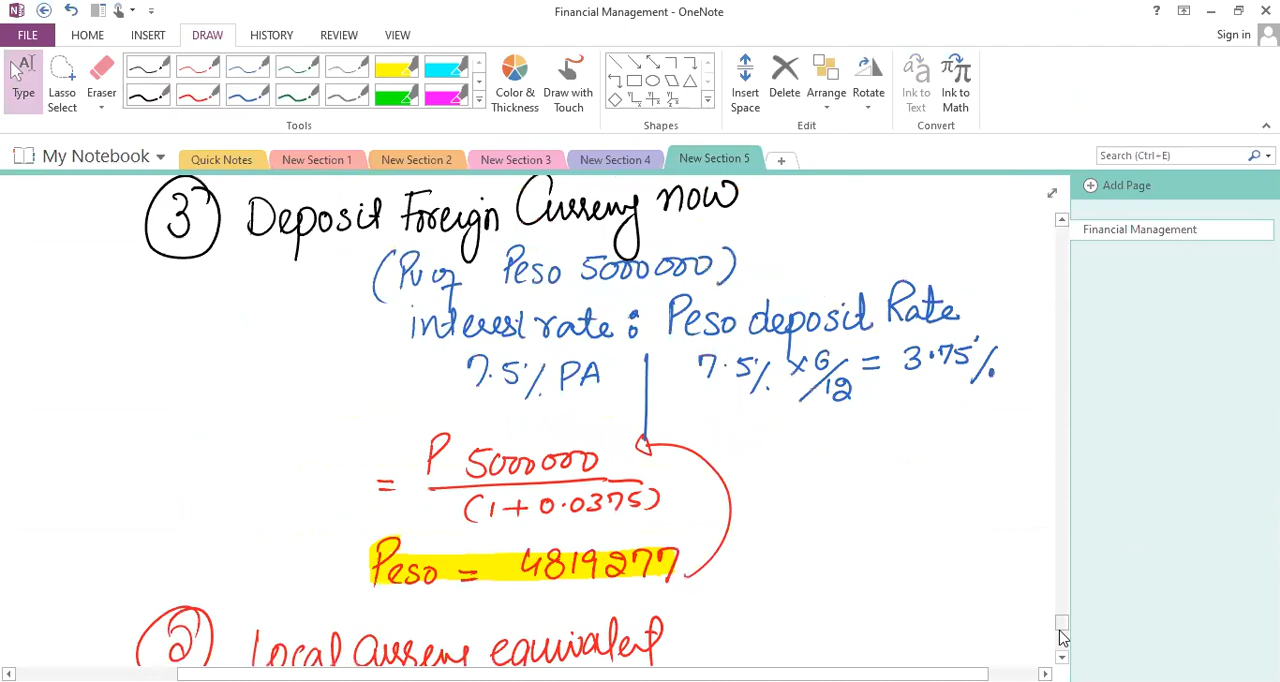 Financial Management - OneNote
?
FILE HOME INSERT DRAW HISTORY REVIEW VIEW
Sign in
Type
Lasso Select
Eraser
Color & Thickness
Draw with Touch
Insert Space
Delete
Arrange
Rotate
Ink to Text
Ink to Math
Tools
Shapes
Edit
Convert
My Notebook
Quick Notes
New Section 1
New Section 2
New Section 3
New Section 4
New Section 5
Search (Ctrl+E)
Add Page
Financial Management
3 Deposit Foreign Curreny now
(Pv of Peso 5000000)
interest rate : Peso deposit Rate
7.5% PA
7.5% x 6/12 = 3.75%
= P 5000000
(1 + 0.0375)
Peso = 4819277
2 Local Curreny equivalent